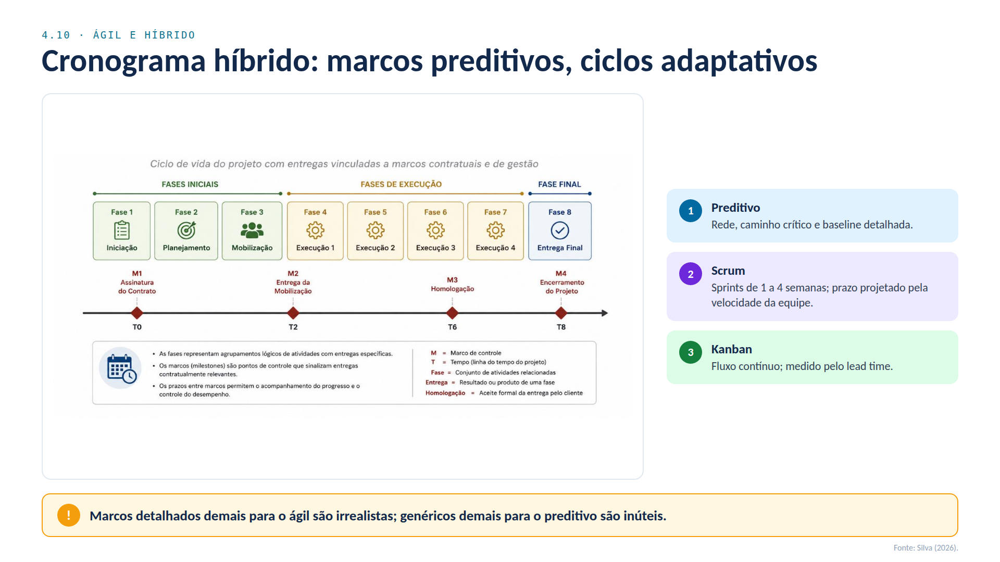 4.10 · ÁGIL E HÍBRIDO
Cronograma híbrido: marcos preditivos, ciclos adaptativos
Ciclo de vida do projeto com entregas vinculadas a marcos contratuais e de gestão
FASES INICIAIS
FASES DE EXECUÇÃO
FASE FINAL
Fase 1
Iniciação
Fase 2
Planejamento
Fase 3
Mobilização
Fase 4
Execução 1
Fase 5
Execução 2
Fase 6
Execução 3
Fase 7
Execução 4
Fase 8
Entrega Final
M1
Assinatura
do Contrato
T0
M2
Entrega da
Mobilização
T2
M3
Homologação
T6
M4
Encerramento
do Projeto
T8
• As fases representam agrupamentos lógicos de atividades com entregas específicas.
• Os marcos (milestones) são pontos de controle que sinalizam entregas
contratualmente relevantes.
• Os prazos entre marcos permitem o acompanhamento do progresso e o
controle do desempenho.
M = Marco de controle
T = Tempo (linha do tempo do projeto)
Fase = Conjunto de atividades relacionadas
Entrega = Resultado ou produto de uma fase
Homologação = Aceite formal da entrega pelo cliente
1
Preditivo
Rede, caminho crítico e baseline detalhada.
2
Scrum
Sprints de 1 a 4 semanas; prazo projetado pela
velocidade da equipe.
3
Kanban
Fluxo contínuo; medido pelo lead time.
!
Marcos detalhados demais para o ágil são irrealistas; genéricos demais para o preditivo são inúteis.
Fonte: Silva (2026).